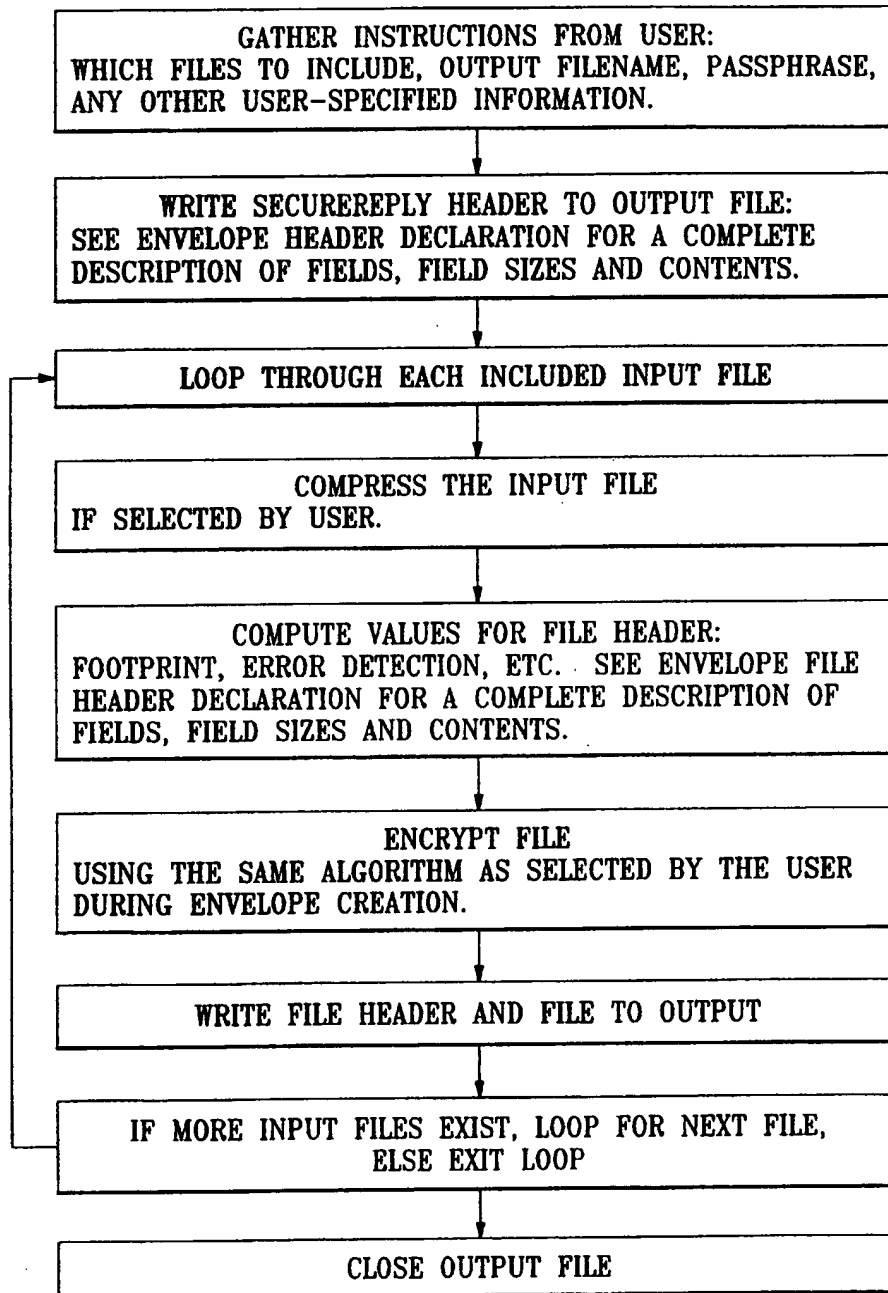 GATHER INSTRUCTIONS FROM USER:
WHICH FILES TO INCLUDE, OUTPUT FILENAME, PASSPHRASE,
ANY OTHER USER-SPECIFIED INFORMATION.
WRITE SECUREREPLY HEADER TO OUTPUT FILE:
SEE ENVELOPE HEADER DECLARATION FOR A COMPLETE
DESCRIPTION OF FIELDS, FIELD SIZES AND CONTENTS.
LOOP THROUGH EACH INCLUDED INPUT FILE
COMPRESS THE INPUT FILE
IF SELECTED BY USER.
COMPUTE VALUES FOR FILE HEADER:
FOOTPRINT, ERROR DETECTION, ETC. SEE ENVELOPE FILE
HEADER DECLARATION FOR A COMPLETE DESCRIPTION OF
FIELDS, FIELD SIZES AND CONTENTS.
ENCRYPT FILE
USING THE SAME ALGORITHM AS SELECTED BY THE USER
DURING ENVELOPE CREATION.
WRITE FILE HEADER AND FILE TO OUTPUT
IF MORE INPUT FILES EXIST, LOOP FOR NEXT FILE,
ELSE EXIT LOOP
CLOSE OUTPUT FILE